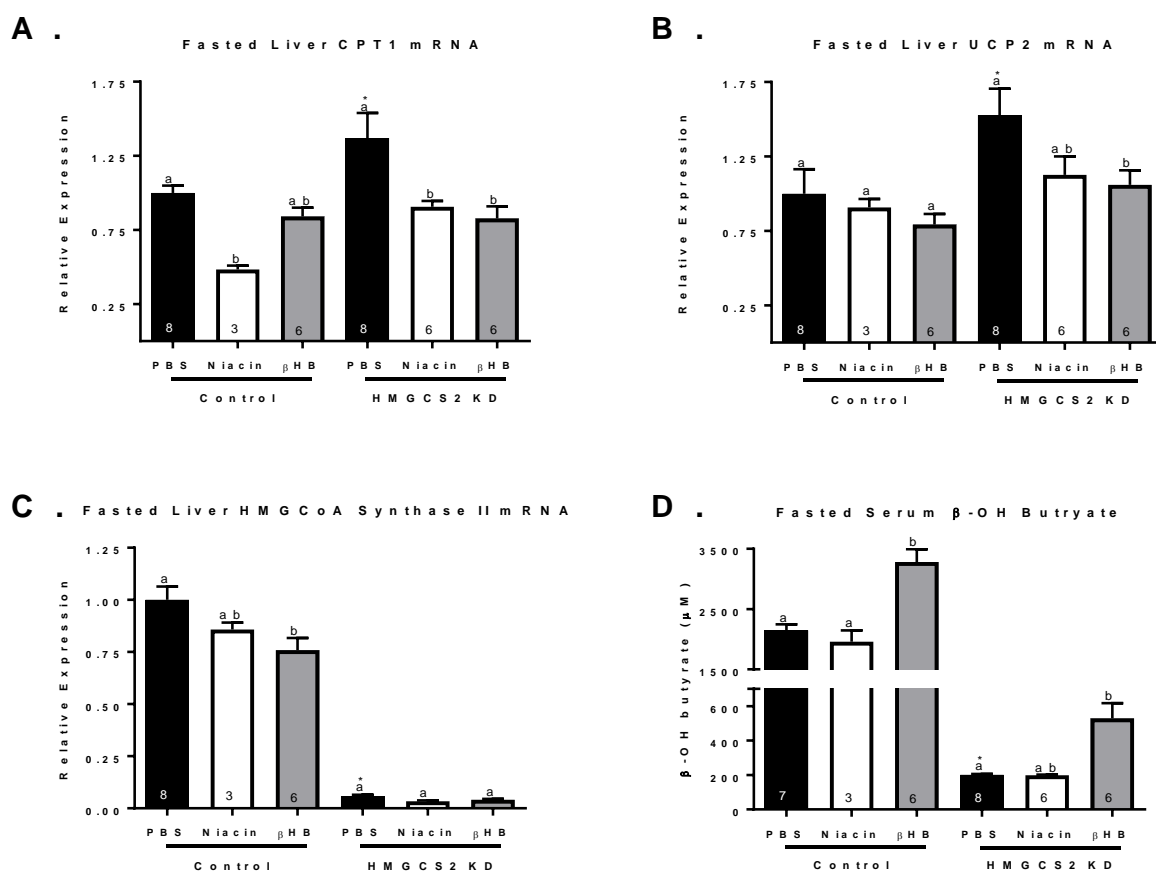 A.
Fasted Liver CPT1 mRNA
Relative Expression
1.75
1.25
0.75
0.25
a
b
a b
*
a
b
b
8
3
6
8
6
6
PBS Niacin βHB PBS Niacin βHB
Control HMGCS2 KD
B.
Fasted Liver UCP2 mRNA
Relative Expression
1.75
1.25
0.75
0.25
a
a
a
*
a
a b
b
8
3
6
8
6
6
PBS Niacin βHB PBS Niacin βHB
Control HMGCS2 KD
C.
Fasted Liver HMGCoA Synthase II mRNA
Relative Expression
1.25
1.00
0.75
0.50
0.25
0.00
a
a b
b
*
a
a
a
8
3
6
PBS Niacin βHB PBS Niacin βHB
Control HMGCS2 KD
D.
Fasted Serum β-OH Butryate
β-OH butyrate (μM)
3500
2500
1500
600
400
200
0
a
a
b
*
a
a b
b
7
3
6
8
6
6
PBS Niacin βHB PBS Niacin βHB
Control HMGCS2 KD